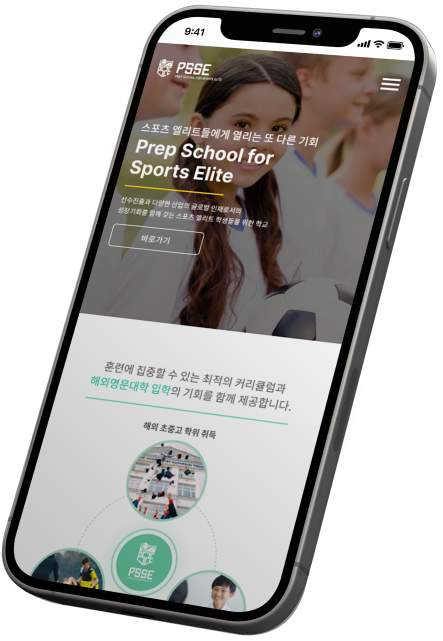 9:41
PSSE
PREP SCHOOL FOR SPORTS ELITE
스포츠 엘리트들에게 열리는 또 다른 기회
Prep School for
Sports Elite
선수진출과 다양한 산업의 글로벌 인재로서의
성장기회를 함께 갖는 스포츠 엘리트 학생들을 위한 학교
바로가기
훈련에 집중할 수 있는 최적의 커리큘럼과
해외명문대학 입학의 기회를 함께 제공합니다.
해외 초중고 학위 취득
PSSE